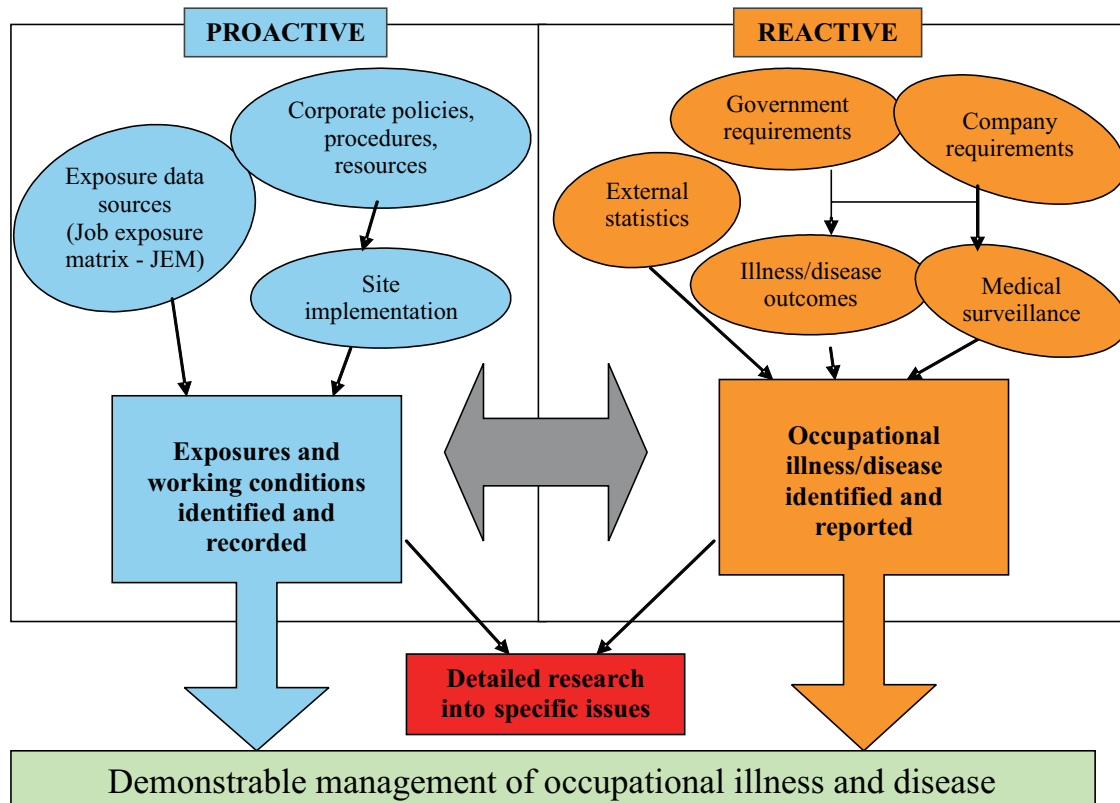 PROACTIVE
Corporate policies,
procedures,
resources
Exposure data
sources
(Job exposure
matrix - JEM)
Site
implementation
Exposures and
working conditions
identified and
recorded
REACTIVE
Government
requirements
Company
requirements
External
statistics
Illness/disease
outcomes
Medical
surveillance
Occupational
illness/disease
identified and
reported
Detailed research
into specific issues
Demonstrable management of occupational illness and disease